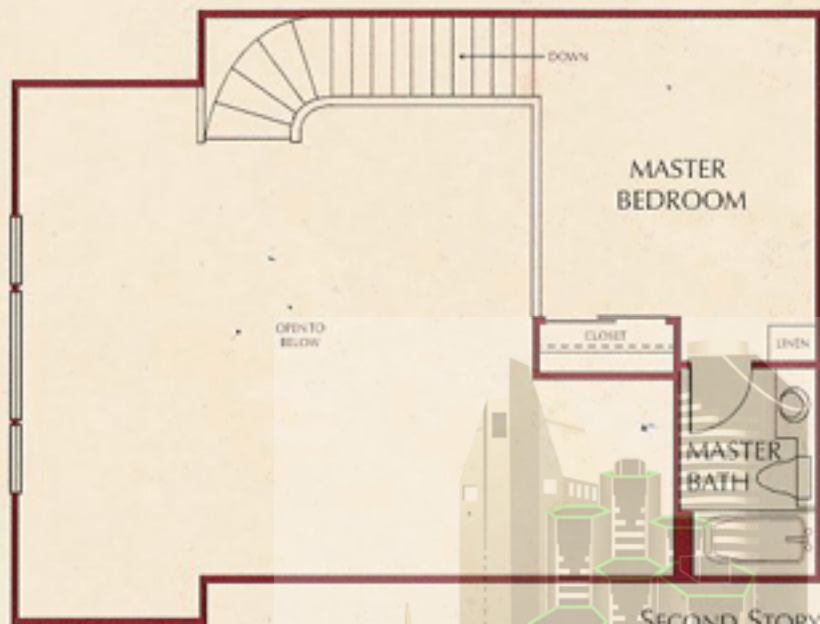 DOWN
MASTER
BEDROOM
OPEN TO
BELOW
CLOSET
LINEN
MASTER
BATH
SECOND STORY